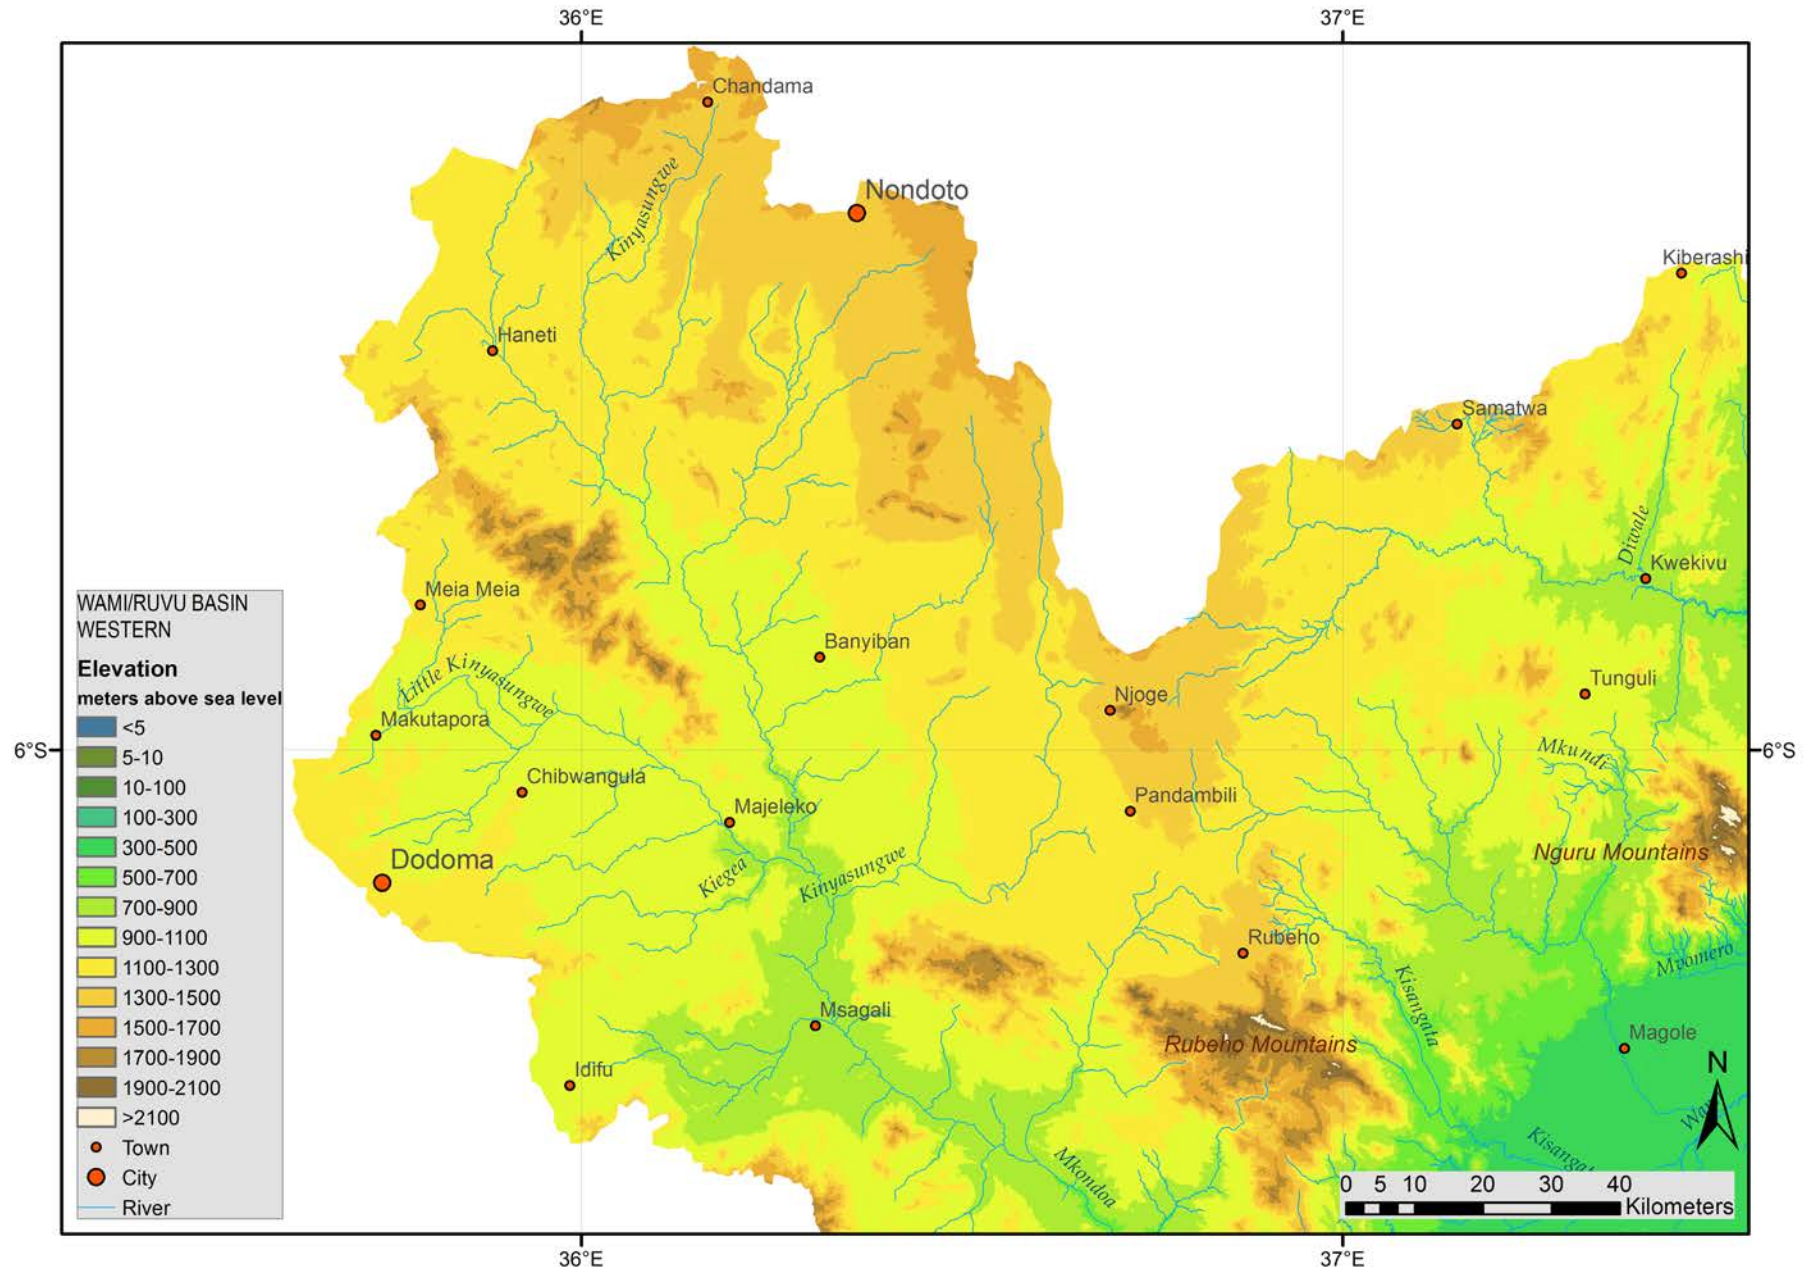 36°E
37°E
Chandama
Nondoto
Kinyasungwe
Kiberashi
Haneti
Samatwa
Diwale
Kwekivu
WAMI/RUVU BASIN
WESTERN
Elevation
meters above sea level
<5
5-10
10-100
100-300
300-500
500-700
700-900
900-1100
1100-1300
1300-1500
1500-1700
1700-1900
1900-2100
>2100
Town
City
River
Meia Meia
Banyiban
Little Kinyasungwe
Tunguli
Njoge
Makutapora
6°S
6°S
Mkundi
Chibwangula
Pandambili
Majeleko
Dodoma
Nguru Mountains
Kiegea
Kinyasungwe
Rubeho
Mvomero
Kisangata
Msagali
Magole
Rubeho Mountains
N
Idifu
Kisangat
Mkondoa
0 5 10 20 30 40
Kilometers
36°E
37°E